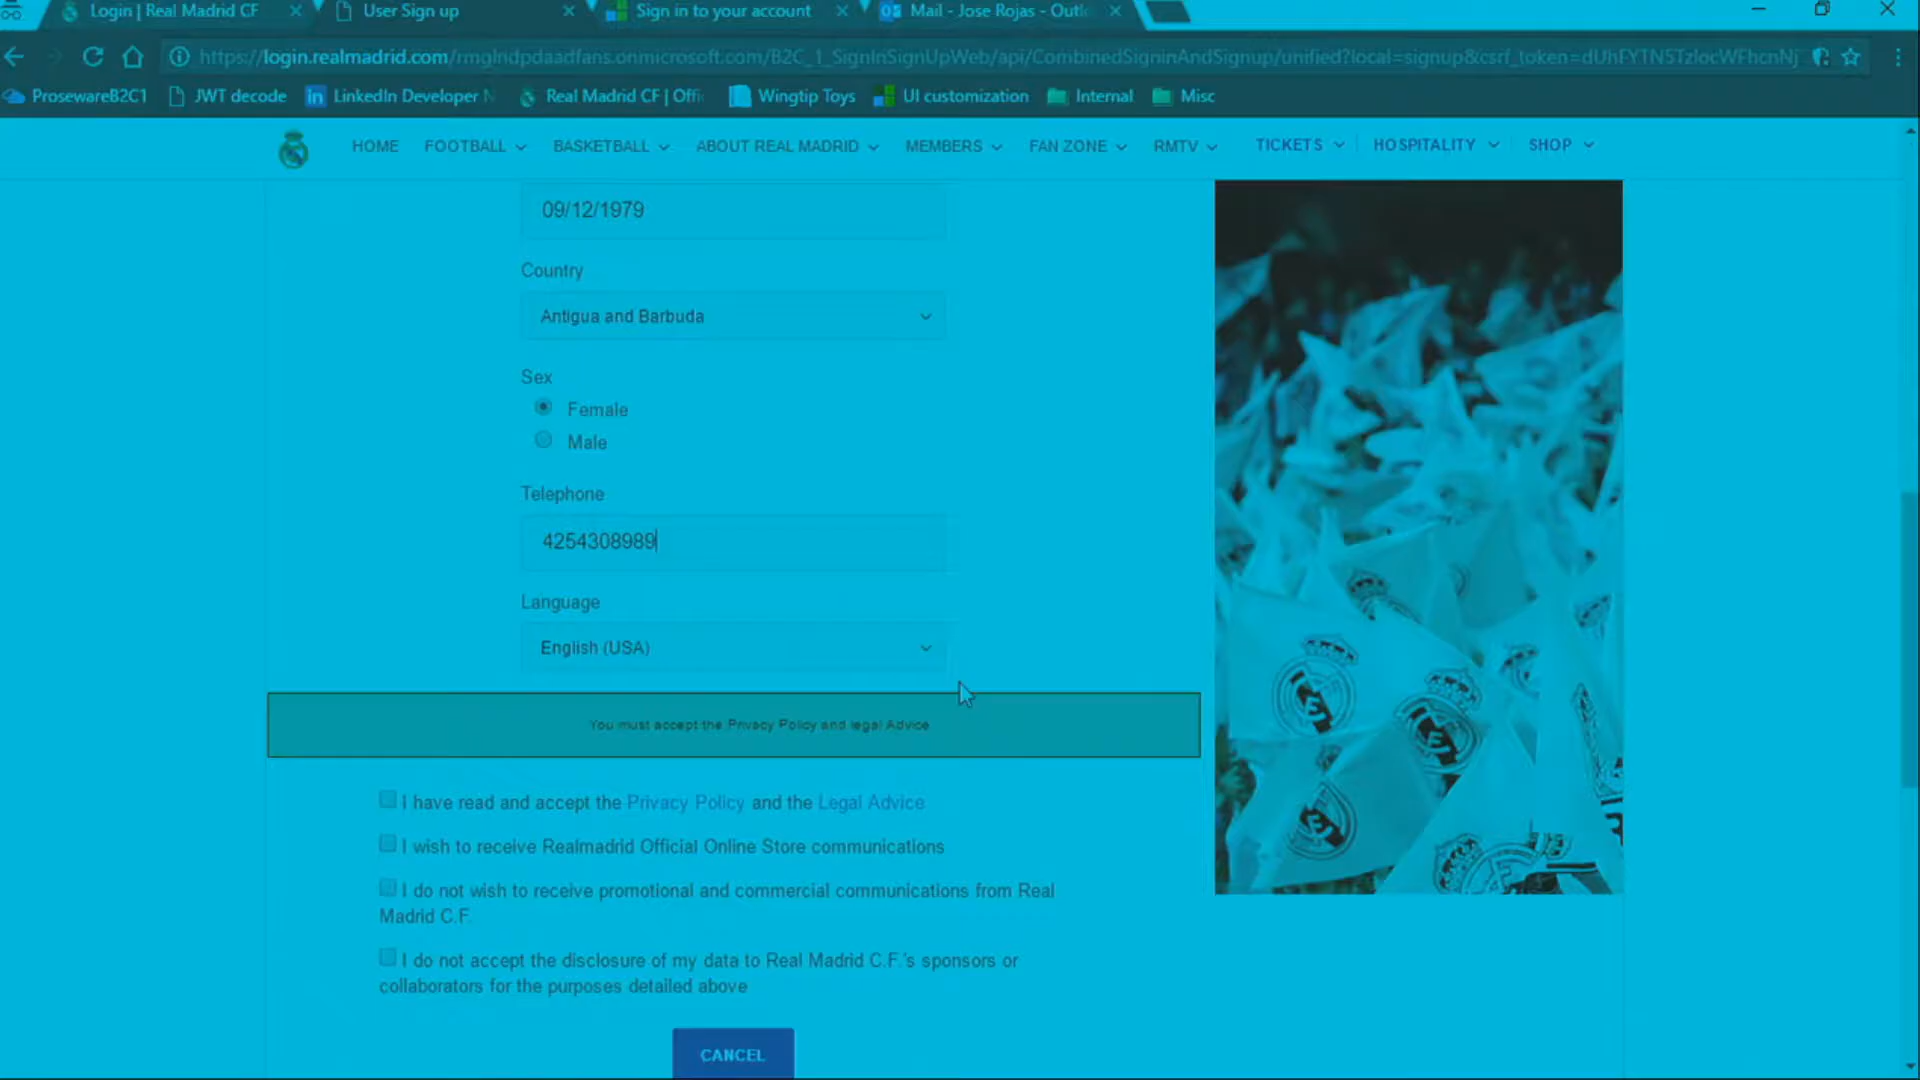 Login | Real Madrid CF
User Sign up
Sign in to your account
Mail - Jose Rojas - Outlo
https://login.realmadrid.com/rmglridpdaadfans.onmicrosoft.com/B2C_1_SignInSignUpWeb/api/CombinedSigninAndSignup/unified?local=signup&csrf_token=dUhFYTN5TzlocWFhcnNj
ProsewareB2C1
JWT decode
LinkedIn Developer N
Real Madrid CF | Offi
Wingtip Toys
UI customization
Internal
Misc
HOME
FOOTBALL
BASKETBALL
ABOUT REAL MADRID
MEMBERS
FAN ZONE
RMTV
TICKETS
HOSPITALITY
SHOP
09/12/1979
Country
Antigua and Barbuda
Sex
Female
Male
Telephone
4254308989
Language
English (USA)
You must accept the Privacy Policy and legal Advice
I have read and accept the Privacy Policy and the Legal Advice
I wish to receive Realmadrid Official Online Store communications
I do not wish to receive promotional and commercial communications from Real
Madrid C.F.
I do not accept the disclosure of my data to Real Madrid C.F.'s sponsors or
collaborators for the purposes detailed above
CANCEL